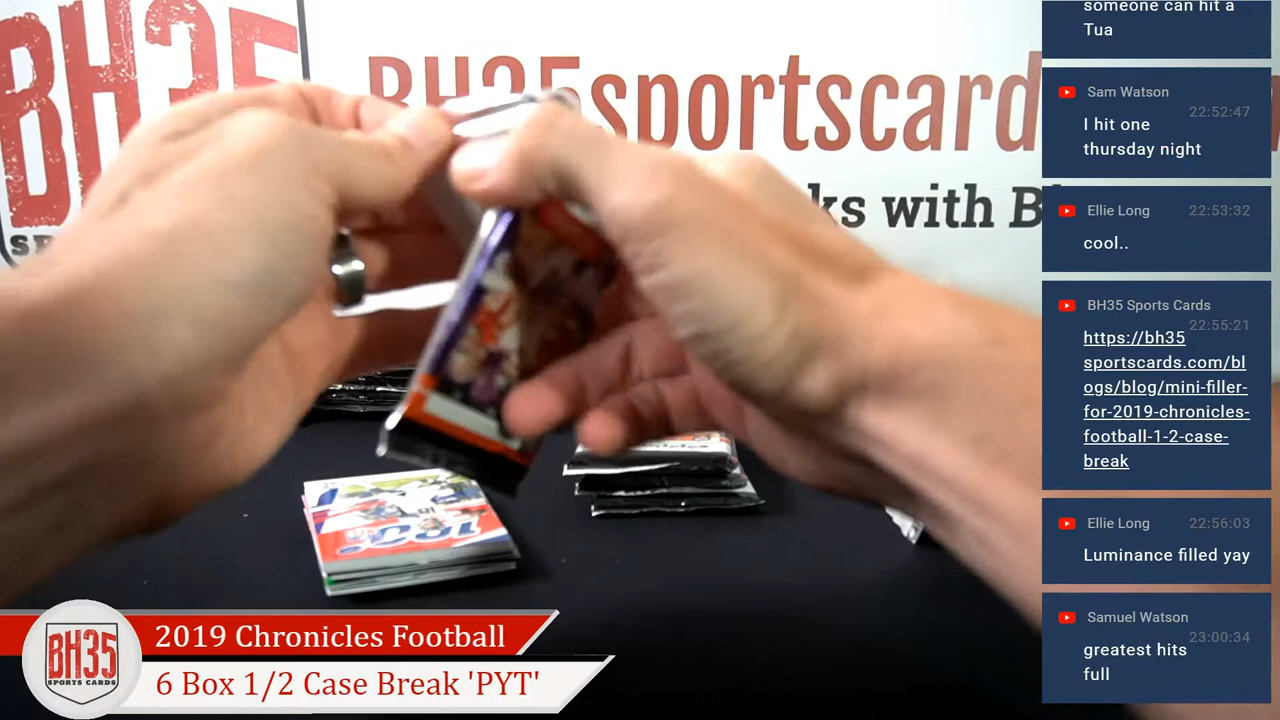 BH35
BH35sportscard
ks with B
someone can hit a
Tua
Sam Watson
22:52:47
I hit one
thursday night
Ellie Long 22:53:32
cool..
BH35 Sports Cards
22:55:21
https://bh35
sportscards.com/bl
ogs/blog/mini-filler-
for-2019-chronicles-
football-1-2-case-
break
Ellie Long 22:56:03
Luminance filled yay
Samuel Watson
23:00:34
greatest hits
full
BH35
SPORTS CARDS
2019 Chronicles Football
6 Box 1/2 Case Break 'PYT'